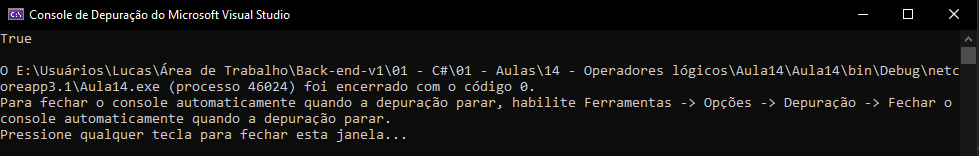 Console de Depuração do Microsoft Visual Studio
True
O E:\Usuários\Lucas\Área de Trabalho\Back-end-v1\01 - C#\01 - Aulas\14 - Operadores lógicos\Aula14\Aula14\bin\Debug\netc
oreapp3.1\Aula14.exe (processo 46024) foi encerrado com o código 0.
Para fechar o console automaticamente quando a depuração parar, habilite Ferramentas -> Opções -> Depuração -> Fechar o
console automaticamente quando a depuração parar.
Pressione qualquer tecla para fechar esta janela...